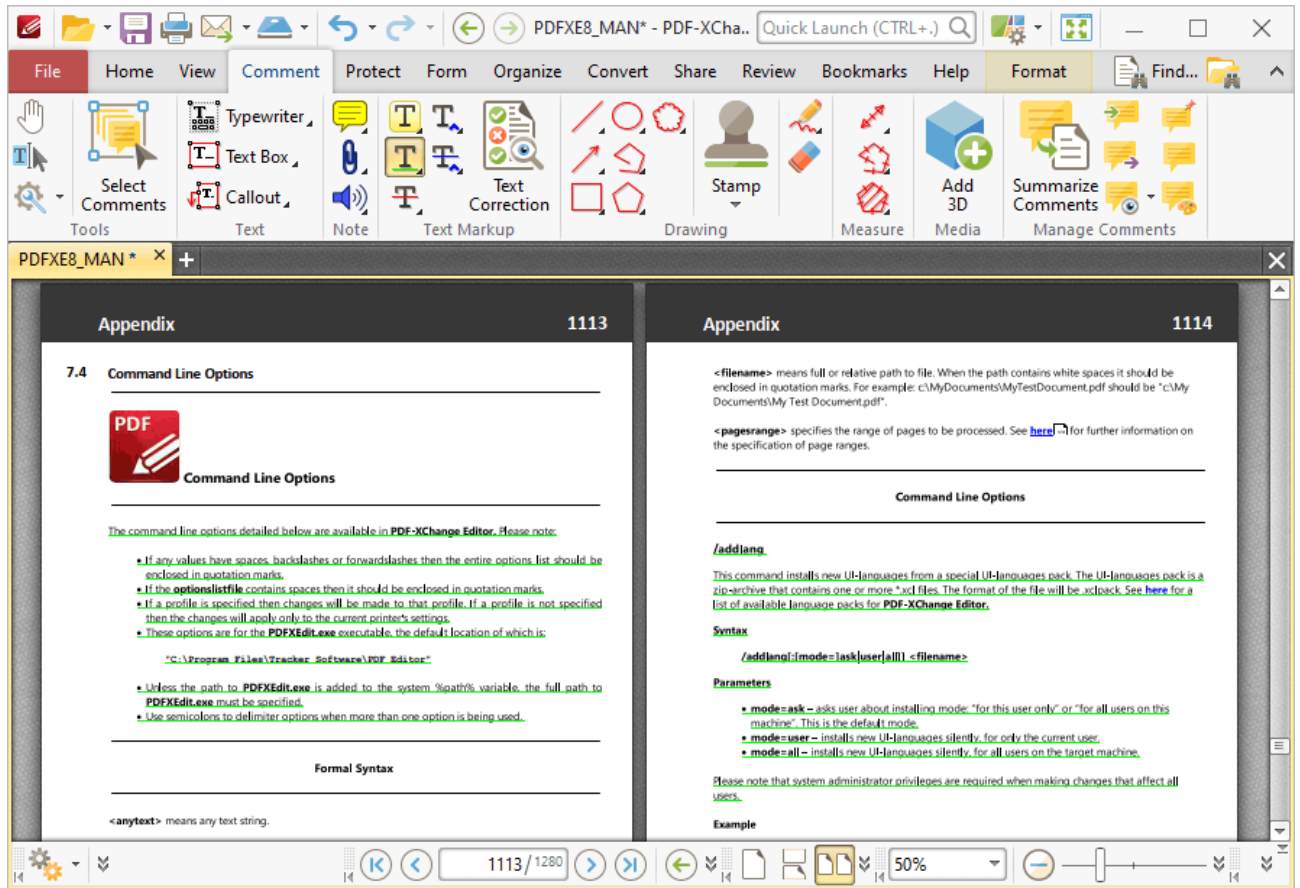 PDFXE8_MAN* - PDF-XCha..
Quick Launch (CTRL+.)
File Home View Comment Protect Form Organize Convert Share Review Bookmarks Help Format Find...
Typewriter
Text Box
Callout
Select
Comments
Text
Correction
Stamp
Add
3D
Summarize
Comments
Tools Text Note Text Markup Drawing Measure Media Manage Comments
PDFXE8_MAN *
Appendix 1113
7.4 Command Line Options
PDF
Command Line Options
The command line options detailed below are available in PDF-XChange Editor. Please note:
• If any values have spaces, backslashes or forwardslashes then the entire options list should be
enclosed in quotation marks.
• If the optionslistfile contains spaces then it should be enclosed in quotation marks.
• If a profile is specified then changes will be made to that profile. If a profile is not specified
then the changes will apply only to the current printer's settings.
• These options are for the PDFXEdit.exe executable, the default location of which is:
"C:\Program Files\Tracker Software\PDF Editor"
• Unless the path to PDFXEdit.exe is added to the system %path% variable, the full path to
PDFXEdit.exe must be specified.
• Use semicolons to delimiter options when more than one option is being used.
Formal Syntax
<anytext> means any text string.
Appendix 1114
<filename> means full or relative path to file. When the path contains white spaces it should be
enclosed in quotation marks. For example: c\MyDocuments\MyTestDocument.pdf should be "c\My
Documents\My Test Document.pdf".
<pagesrange> specifies the range of pages to be processed. See here for further information on
the specification of page ranges.
Command Line Options
/addlang
This command installs new UI-languages from a special UI-languages pack. The UI-languages pack is a
zip-archive that contains one or more *.xcl files. The format of the file will be .xclpack. See here for a
list of available language packs for PDF-XChange Editor.
Syntax
/addlang[:[mode=]ask|user|all]] <filename>
Parameters
• mode=ask – asks user about installing mode: "for this user only" or "for all users on this
machine". This is the default mode.
• mode=user – installs new UI-languages silently, for only the current user.
• mode=all – installs new UI-languages silently, for all users on the target machine.
Please note that system administrator privileges are required when making changes that affect all
users.
Example
1113 / 1280
50%